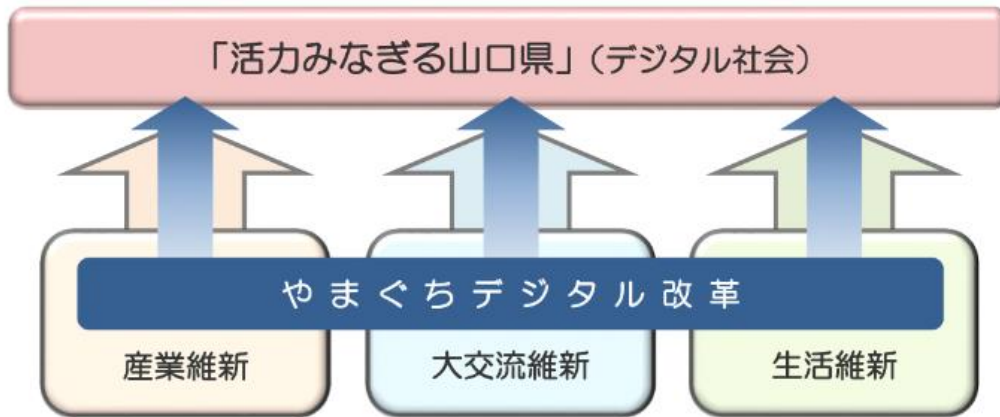 「活力みなぎる山口県」（デジタル社会）
やまぐちデジタル改革
産業維新
大交流維新
生活維新